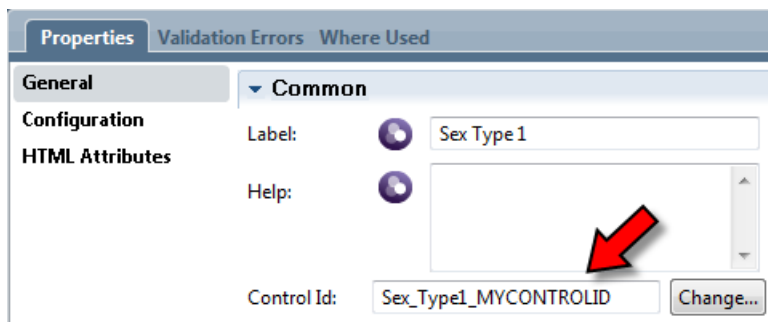 Properties Validation Errors Where Used
General
Common
Configuration
Label: Sex Type 1
HTML Attributes
Help:
Control Id: Sex_Type1_MYCONTROLID Change...